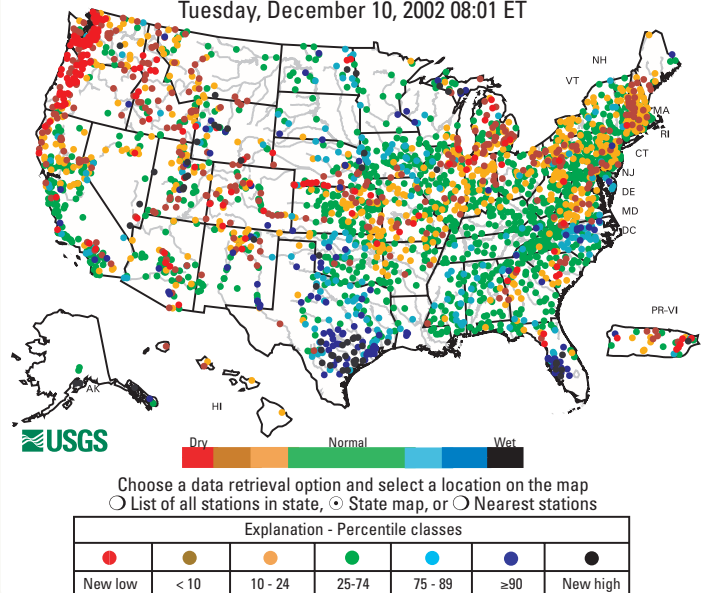 Tuesday, December 10, 2002 08:01 ET
NH
VT
MA
RI
CT
NJ
DE
MD
DC
PR-VI
AK
HI
USGS
Dry Normal Wet
Choose a data retrieval option and select a location on the map
List of all stations in state, State map, or Nearest stations
Explanation - Percentile classes
New low < 10 10 - 24 25-74 75 - 89 ≥90 New high